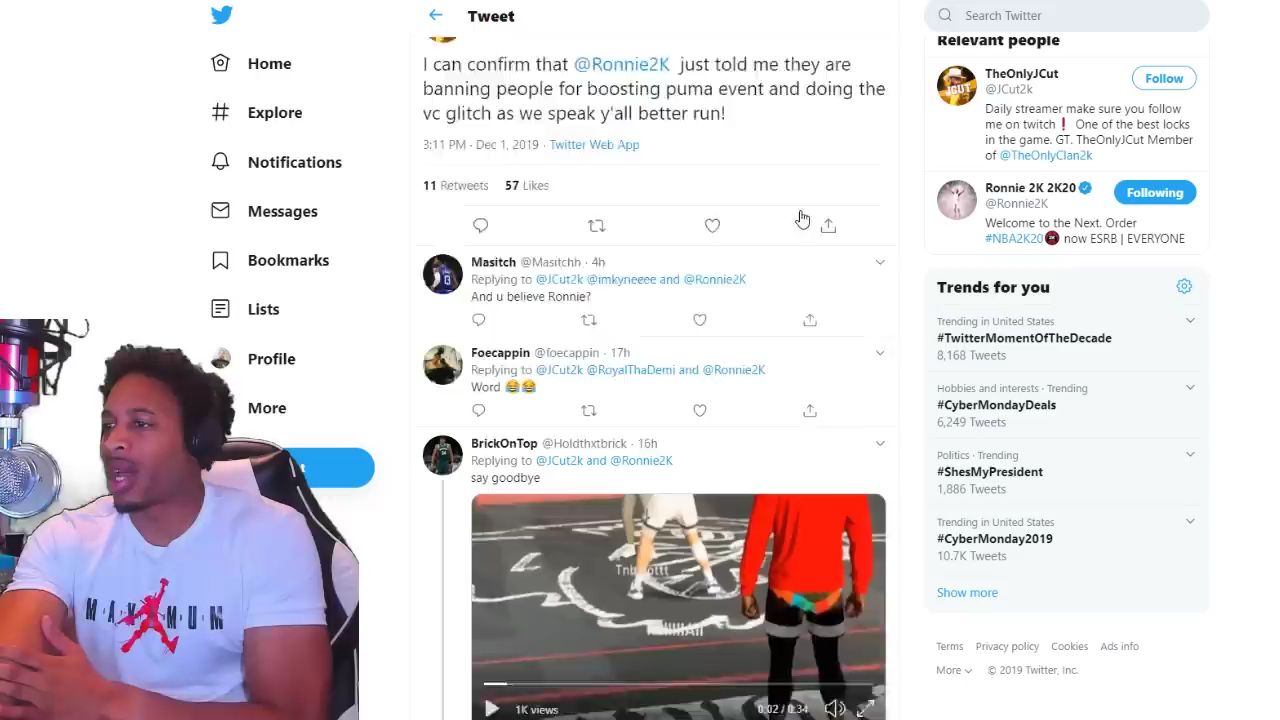 Tweet
Search Twitter
Home
Explore
Notifications
Messages
Bookmarks
Lists
Profile
More
I can confirm that @Ronnie2K just told me they are
banning people for boosting puma event and doing the
vc glitch as we speak y'all better run!
3:11 PM · Dec 1, 2019 · Twitter Web App
11 Retweets 57 Likes
Masitch @Masitchh · 4h
Replying to @JCut2k @imkyneeee and @Ronnie2K
And u believe Ronnie?
Foecappin @foecappin · 17h
Replying to @JCut2k @RoyalThaDemi and @Ronnie2K
Word 😂😂
BrickOnTop @Holdthxtbrick · 16h
Replying to @JCut2k and @Ronnie2K
say goodbye
1K views
0:02 / 0:34
MAXIMUM
Relevant people
TheOnlyJCut
@JCut2k
Follow
Daily streamer make sure you follow
me on twitch❗ One of the best locks
in the game. GT. TheOnlyJCut Member
of @TheOnlyClan2k
Ronnie 2K 2K20
@Ronnie2K
Following
Welcome to the Next. Order
#NBA2K20 now ESRB | EVERYONE
Trends for you
Trending in United States
#TwitterMomentOfTheDecade
8,168 Tweets
Hobbies and interests · Trending
#CyberMondayDeals
6,249 Tweets
Politics · Trending
#ShesMyPresident
1,886 Tweets
Trending in United States
#CyberMonday2019
10.7K Tweets
Show more
Terms Privacy policy Cookies Ads info
More © 2019 Twitter, Inc.